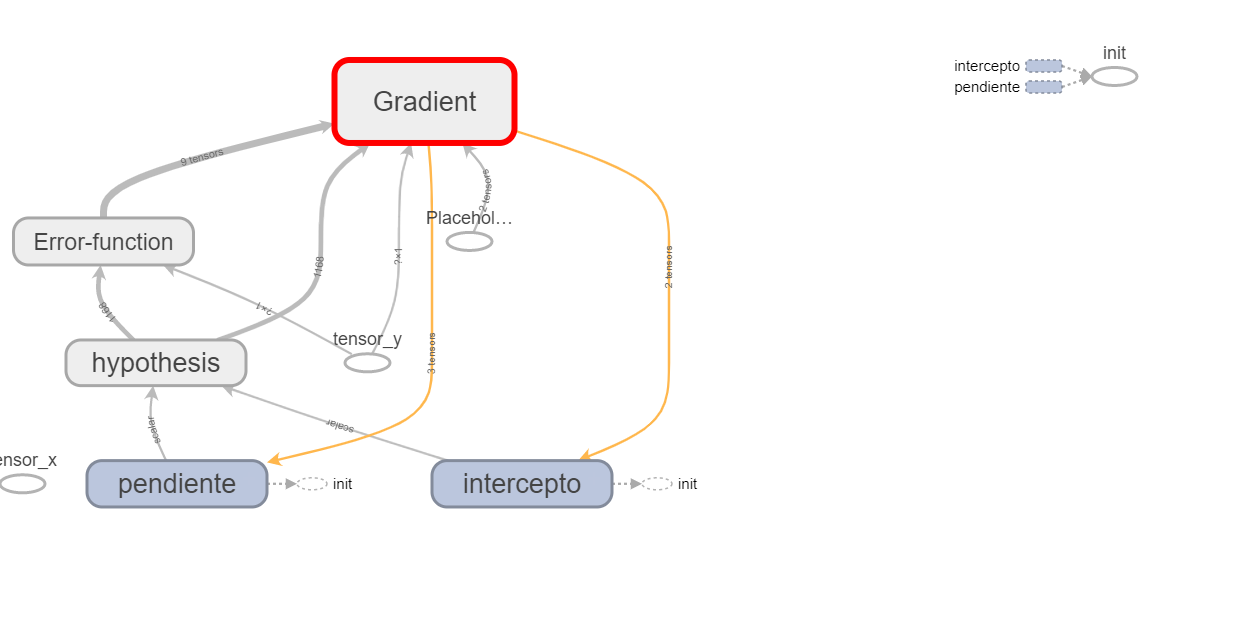 init
intercepto
pendiente
Gradient
9 tensors
2 tensors
Placehol…
Error-function
?×1
1168
2 tensors
1168
?×1
tensor_y
3 tensors
hypothesis
scalar
scalar
ensor_x
pendiente
init
intercepto
init